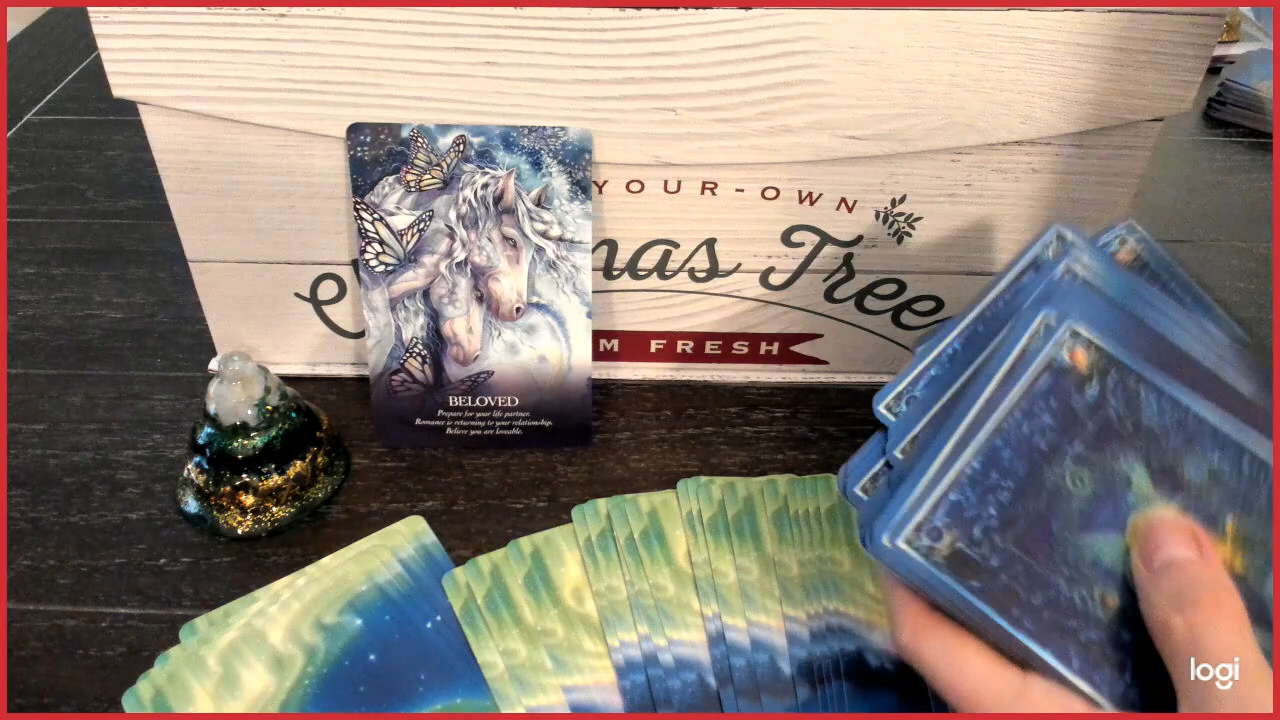 YOUR-OWN
mas Tree
M FRESH
BELOVED
Prepare for your life partner.
Romance is returning to your relationship.
Believe you are loveable.
logi